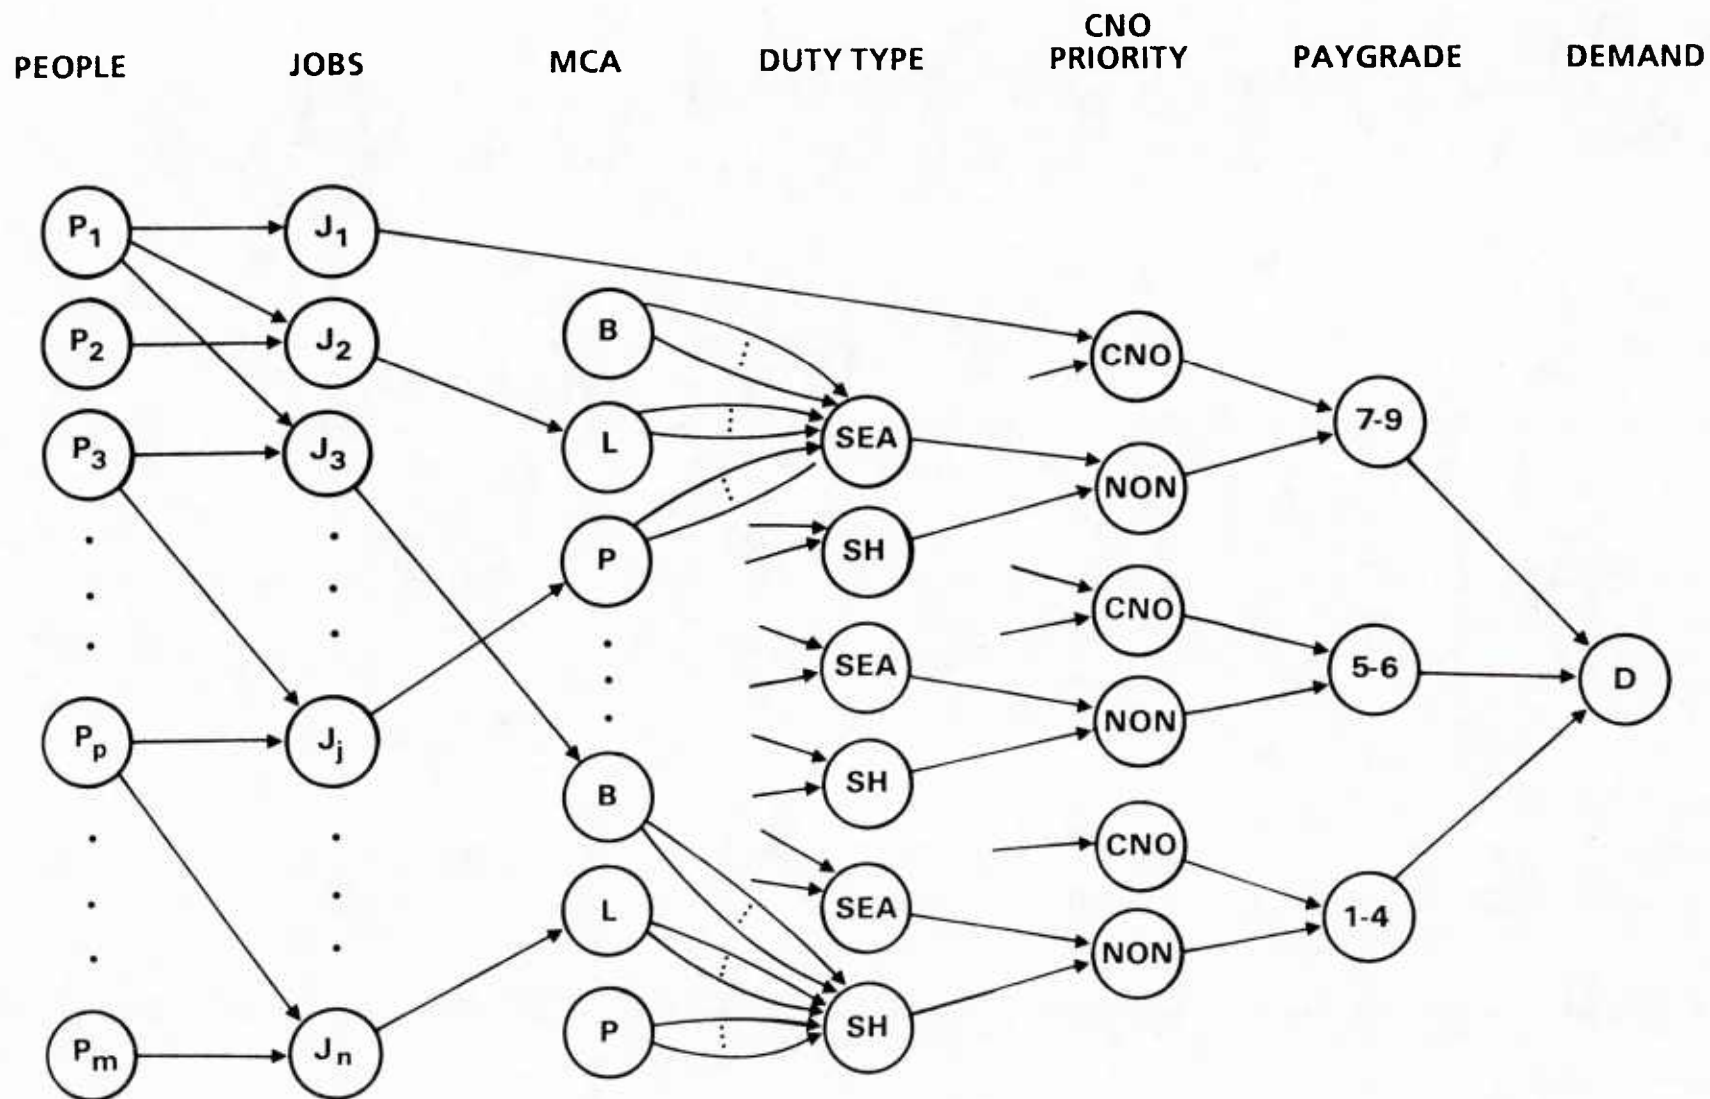 CNO
PEOPLE JOBS MCA DUTY TYPE PRIORITY PAYGRADE DEMAND
P1 J1
B CNO
P2 J2
7-9
L SEA
P3 J3
NON
P SH
CNO
SEA 5-6 D
NON
Pp Jj
B SH
CNO
L SEA 1-4
NON
P SH
Pm Jn